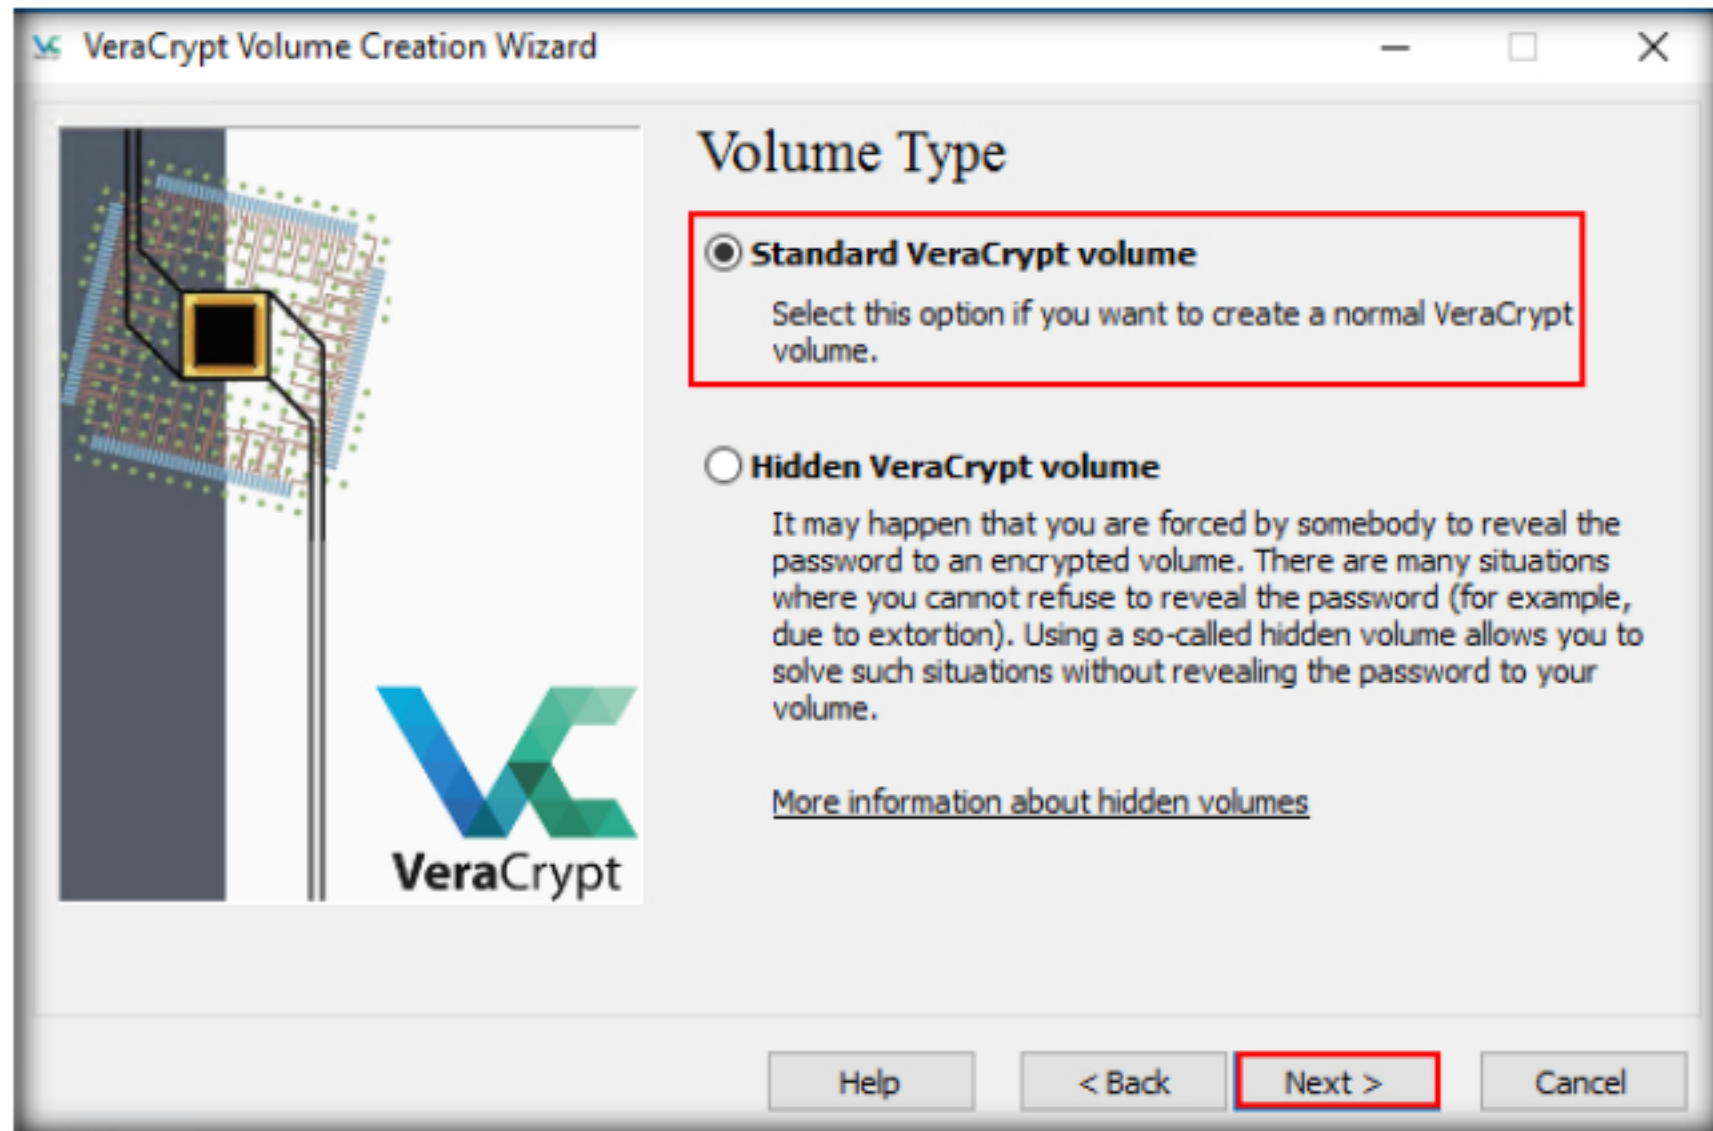 VeraCrypt Volume Creation Wizard
Volume Type
Standard VeraCrypt volume
Select this option if you want to create a normal VeraCrypt
volume.
Hidden VeraCrypt volume
It may happen that you are forced by somebody to reveal the
password to an encrypted volume. There are many situations
where you cannot refuse to reveal the password (for example,
due to extortion). Using a so-called hidden volume allows you to
solve such situations without revealing the password to your
volume.
More information about hidden volumes
VeraCrypt
Help
< Back
Next >
Cancel